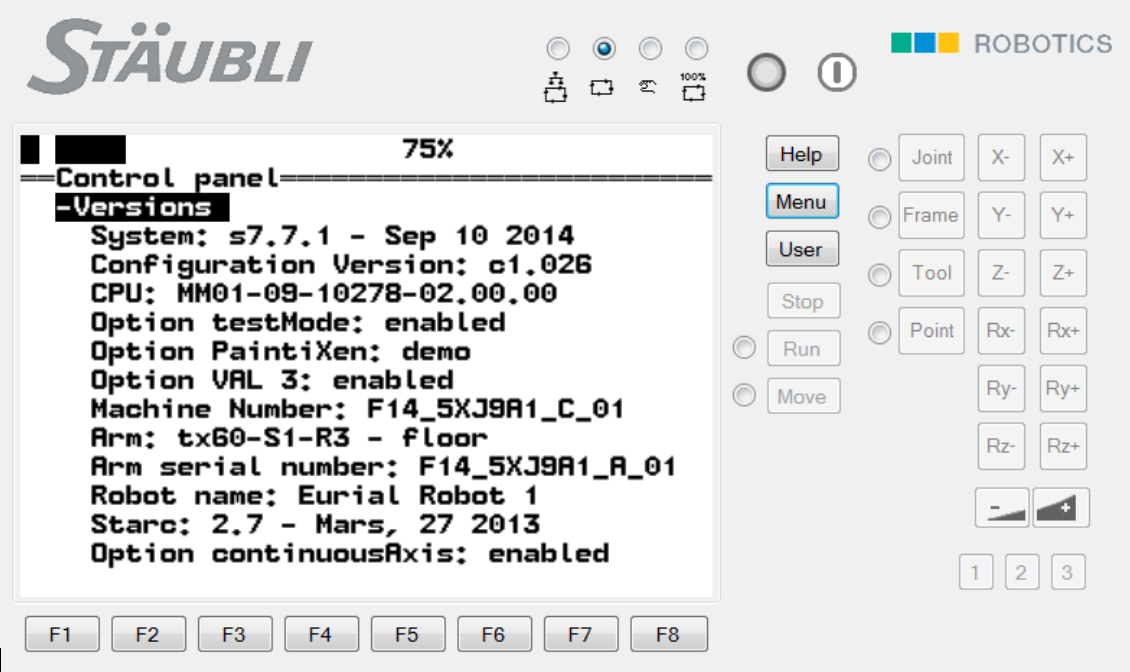 STÄUBLI
100%
ROBOTICS
75%
Control panel
-Versions
System: s7.7.1 - Sep 10 2014
Configuration Version: c1.026
CPU: MM01-09-10278-02.00.00
Option testMode: enabled
Option PaintiXen: demo
Option VAL 3: enabled
Machine Number: F14_5XJ9A1_C_01
Arm: tx60-S1-R3 - floor
Arm serial number: F14_5XJ9A1_A_01
Robot name: Eurial Robot 1
Starc: 2.7 - Mars, 27 2013
Option continuousAxis: enabled
F1 F2 F3 F4 F5 F6 F7 F8
Help
Menu
User
Stop
Run
Move
Joint X- X+
Frame Y- Y+
Tool Z- Z+
Point Rx- Rx+
Ry- Ry+
Rz- Rz+
- +
1 2 3